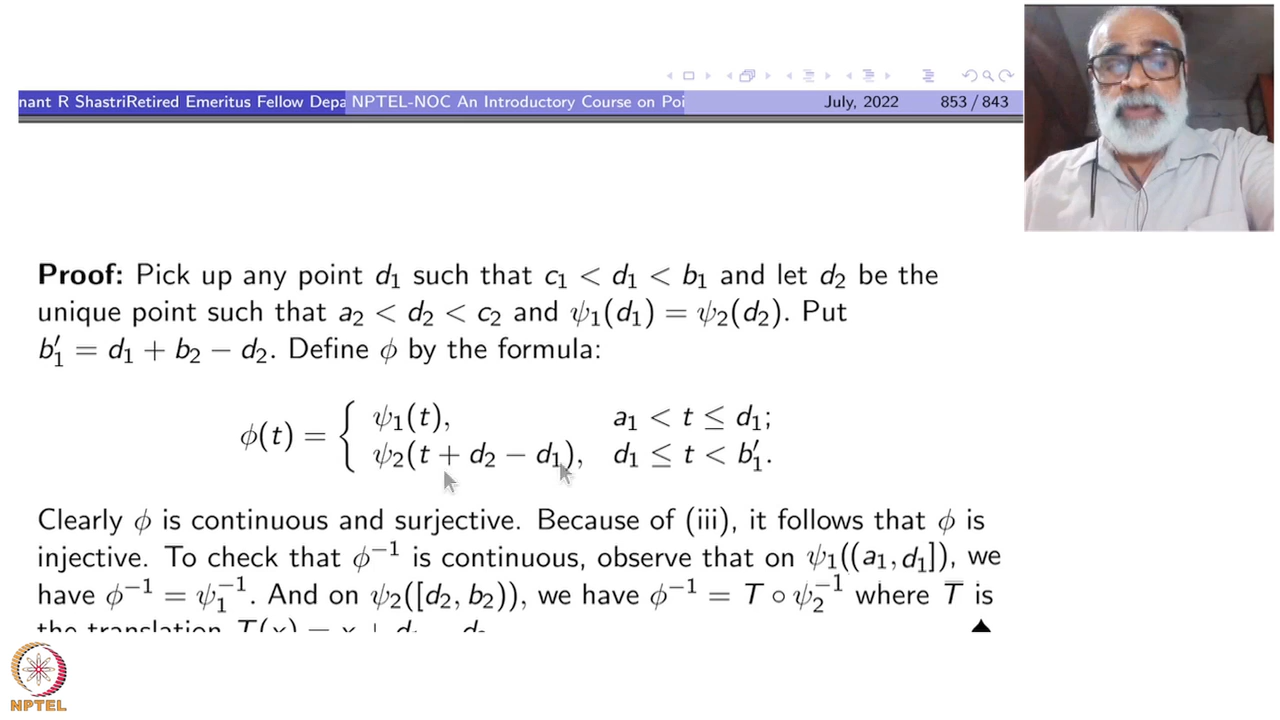 nant R ShastriRetired Emeritus Fellow Depa NPTEL-NOC An Introductory Course on Poi July, 2022 853 / 843
Proof: Pick up any point d₁ such that c₁ < d₁ < b₁ and let d₂ be the
unique point such that a₂ < d₂ < c₂ and ψ₁(d₁) = ψ₂(d₂). Put
b′₁ = d₁ + b₂ − d₂. Define ϕ by the formula:
ϕ(t) = { ψ₁(t), a₁ < t ≤ d₁;
ψ₂(t + d₂ − d₁), d₁ ≤ t < b′₁.
Clearly ϕ is continuous and surjective. Because of (iii), it follows that ϕ is
injective. To check that ϕ⁻¹ is continuous, observe that on ψ₁((a₁, d₁]), we
have ϕ⁻¹ = ψ₁⁻¹. And on ψ₂([d₂, b₂)), we have ϕ⁻¹ = T ∘ ψ₂⁻¹ where T is
the translation T(x) = x + d₁ − d₂
NPTEL